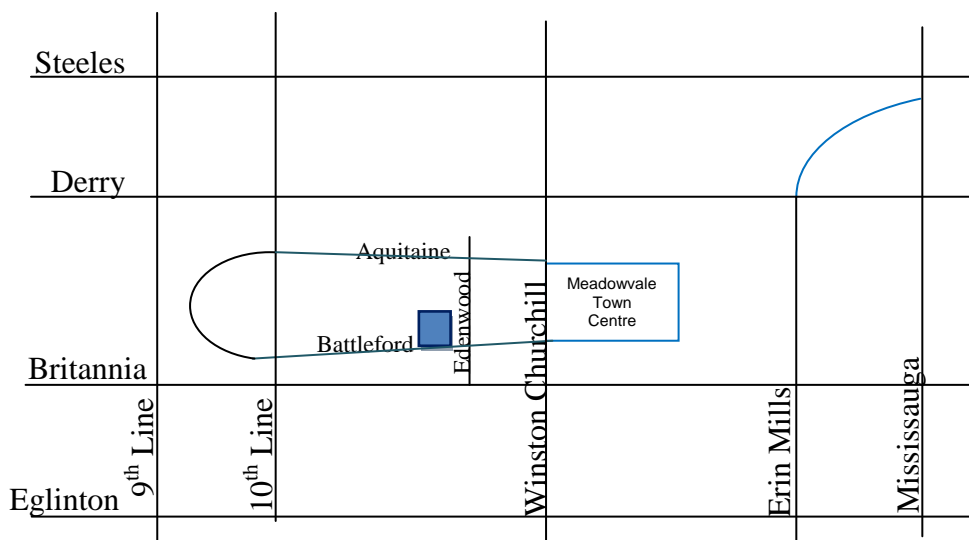 Steeles
Derry
Aquitaine
Meadowvale
Town
Centre
Edenwood
Battleford
Britannia
Winston Churchill
9th Line
10th Line
Erin Mills
Mississauga
Eglinton